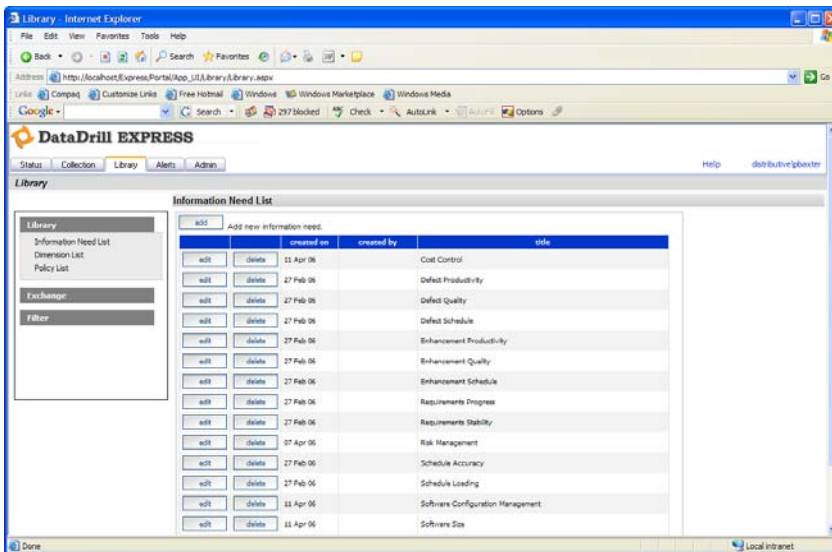 Library - Internet Explorer
File Edit View Favorites Tools Help
Back Search Favorites
Address http://localhost/Express/Portal/App_UI/Library/Library.aspx Go
Links Compaq Customize Links Free Hotmail Windows Windows Marketplace Windows Media
Google Search 297 blocked Check AutoLink AutoFill Options
DataDrill EXPRESS
Status Collection Library Alerts Admin Help distributive\pbaxter
Library
Information Need List
Library
Information Need List
Dimension List
Policy List
Exchange
Filter
add Add new information need.
created on created by title
edit delete 11 Apr 06 Cost Control
edit delete 27 Feb 06 Defect Productivity
edit delete 27 Feb 06 Defect Quality
edit delete 27 Feb 06 Defect Schedule
edit delete 27 Feb 06 Enhancement Productivity
edit delete 27 Feb 06 Enhancement Quality
edit delete 27 Feb 06 Enhancement Schedule
edit delete 27 Feb 06 Requirements Progress
edit delete 27 Feb 06 Requirements Stability
edit delete 07 Apr 06 Risk Management
edit delete 27 Feb 06 Schedule Accuracy
edit delete 27 Feb 06 Schedule Loading
edit delete 11 Apr 06 Software Configuration Management
edit delete 11 Apr 06 Software Size
Done Local intranet